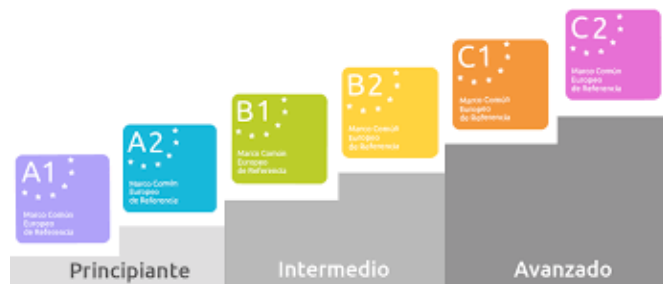 A1
Marco Común
Europeo
de Referencia
A2
Marco Común
Europeo
de Referencia
B1
Marco Común
Europeo
de Referencia
B2
Marco Común
Europeo
de Referencia
C1
Marco Común
Europeo
de Referencia
C2
Marco Común
Europeo
de Referencia
Principiante
Intermedio
Avanzado